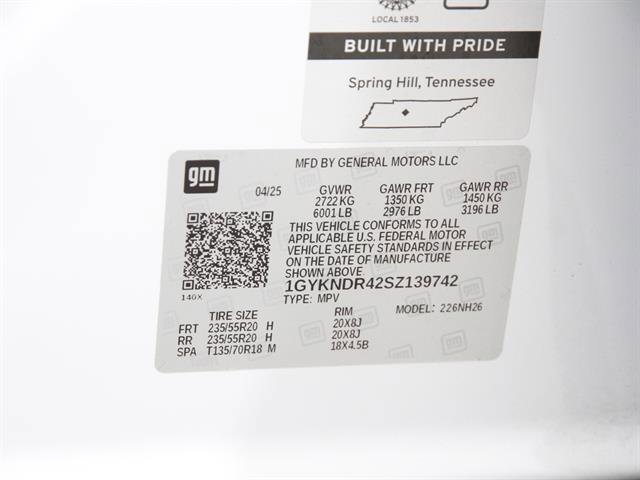 LOCAL 1853
BUILT WITH PRIDE
Spring Hill, Tennessee
gm
MFD BY GENERAL MOTORS LLC
04/25 GVWR GAWR FRT GAWR RR
2722 KG 1350 KG 1450 KG
6001 LB 2976 LB 3196 LB
THIS VEHICLE CONFORMS TO ALL
APPLICABLE U.S. FEDERAL MOTOR
VEHICLE SAFETY STANDARDS IN EFFECT
ON THE DATE OF MANUFACTURE
SHOWN ABOVE.
1GYKNDR42SZ139742
140X
TYPE: MPV MODEL: 226NH26
TIRE SIZE RIM
FRT 235/55R20 H 20X8J
RR 235/55R20 H 20X8J
SPA T135/70R18 M 18X4.5B